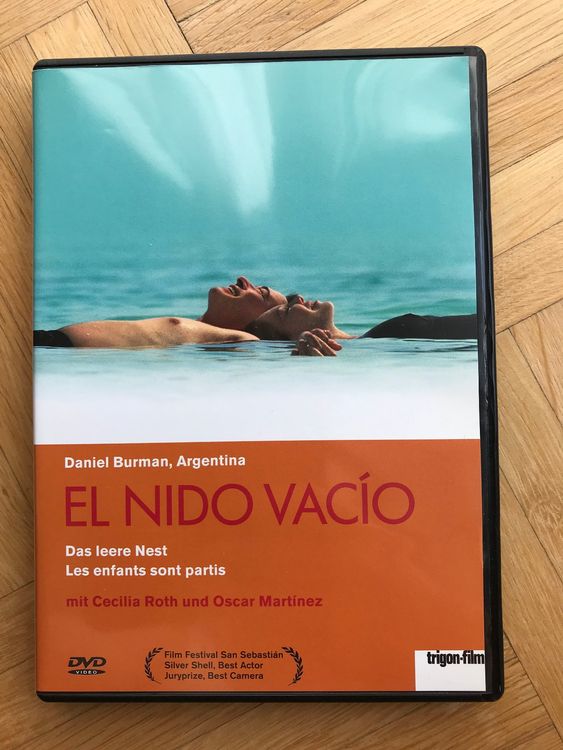 Daniel Burman, Argentina
EL NIDO VACÍO
Das leere Nest
Les enfants sont partis
mit Cecilia Roth und Oscar Martínez
DVD
VIDEO
Film Festival San Sebastián
Silver Shell, Best Actor
Juryprize, Best Camera
trigon-film